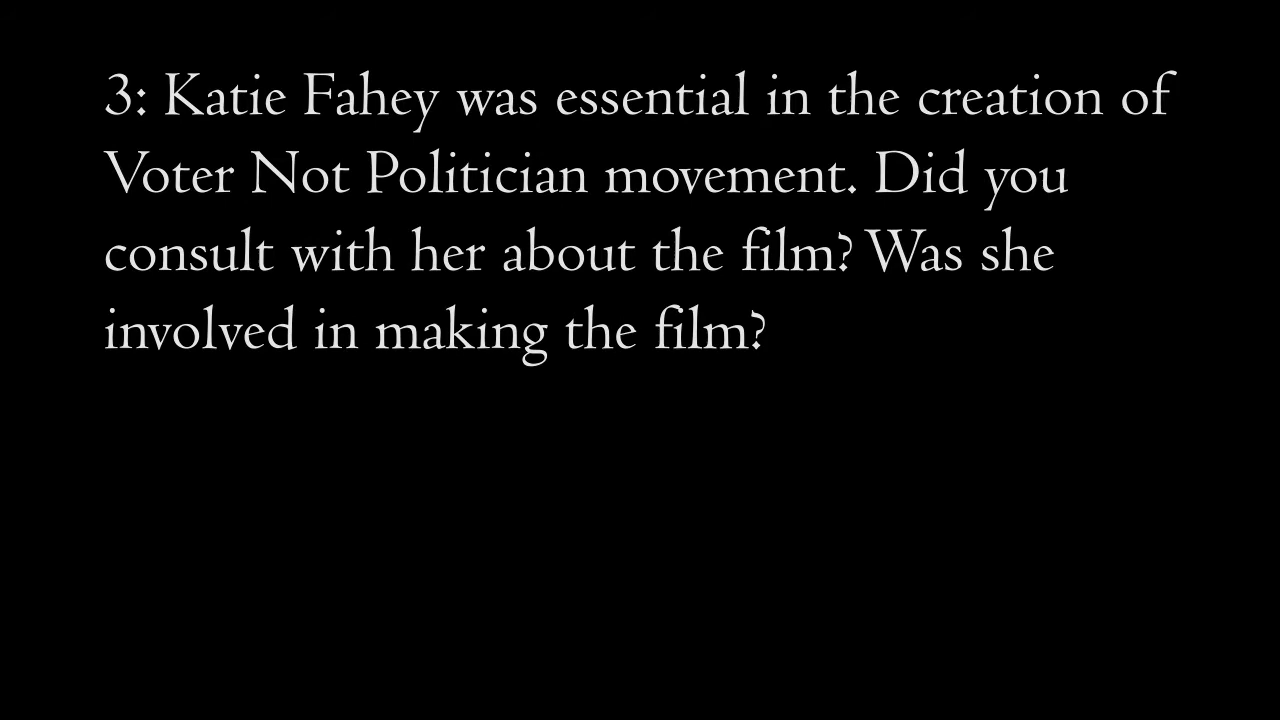 3: Katie Fahey was essential in the creation of
Voter Not Politician movement. Did you
consult with her about the film? Was she
involved in making the film?